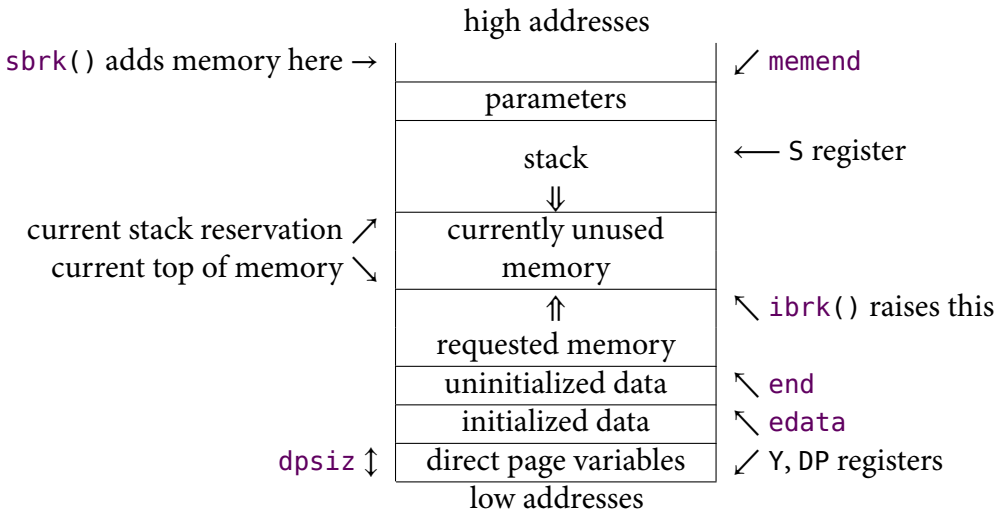 high addresses
sbrk() adds memory here → ↙ memend
parameters
stack ⟵ S register
⇓
current stack reservation ↗ currently unused
current top of memory ↘ memory
⇑ ↖ ibrk() raises this
requested memory
uninitialized data ↖ end
initialized data ↖ edata
dpsiz ↕ direct page variables ↙ Y, DP registers
low addresses